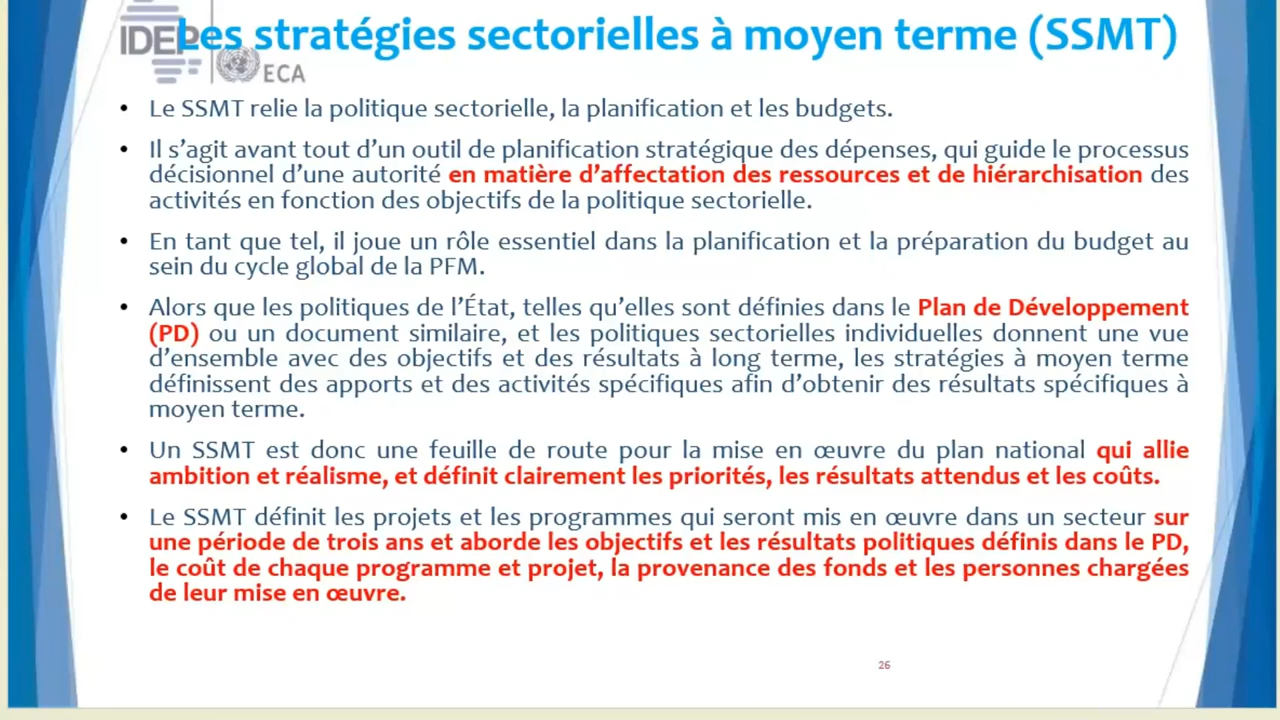 Les stratégies sectorielles à moyen terme (SSMT)
IDEP
ECA
• Le SSMT relie la politique sectorielle, la planification et les budgets.
• Il s’agit avant tout d’un outil de planification stratégique des dépenses, qui guide le processus
décisionnel d’une autorité en matière d’affectation des ressources et de hiérarchisation des
activités en fonction des objectifs de la politique sectorielle.
• En tant que tel, il joue un rôle essentiel dans la planification et la préparation du budget au
sein du cycle global de la PFM.
• Alors que les politiques de l’État, telles qu’elles sont définies dans le Plan de Développement
(PD) ou un document similaire, et les politiques sectorielles individuelles donnent une vue
d’ensemble avec des objectifs et des résultats à long terme, les stratégies à moyen terme
définissent des apports et des activités spécifiques afin d’obtenir des résultats spécifiques à
moyen terme.
• Un SSMT est donc une feuille de route pour la mise en œuvre du plan national qui allie
ambition et réalisme, et définit clairement les priorités, les résultats attendus et les coûts.
• Le SSMT définit les projets et les programmes qui seront mis en œuvre dans un secteur sur
une période de trois ans et aborde les objectifs et les résultats politiques définis dans le PD,
le coût de chaque programme et projet, la provenance des fonds et les personnes chargées
de leur mise en œuvre.
26